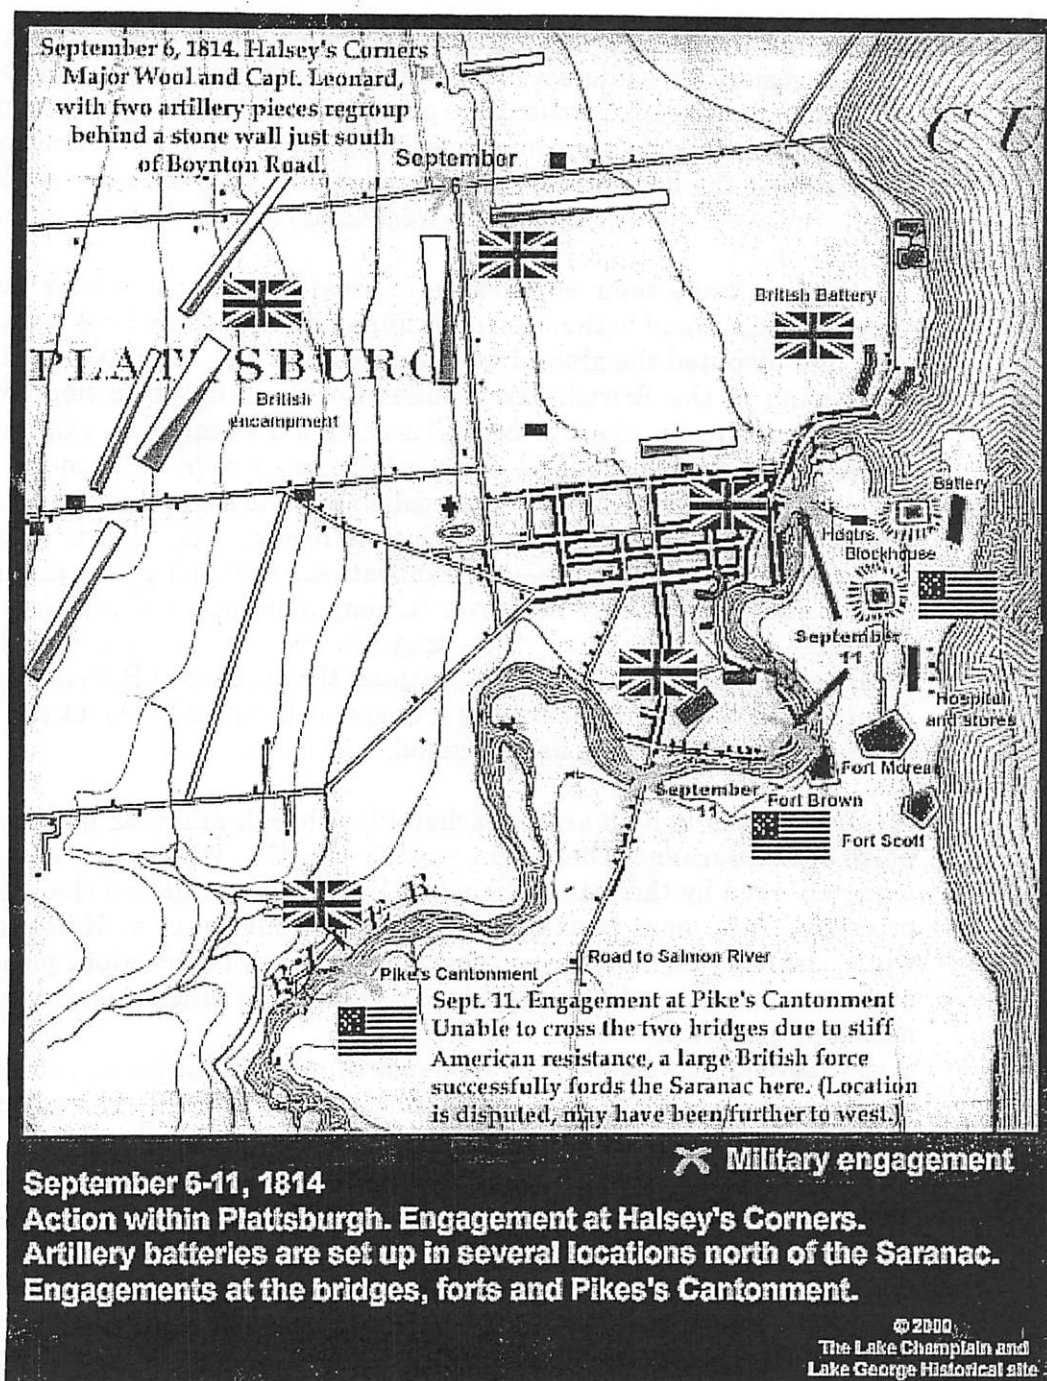 September 6, 1814. Halsey's Corners
Major Wool and Capt. Leonard,
with two artillery pieces regroup
behind a stone wall just south
of Boynton Road.
C U
September
6
British Battery
PLATTSBURG
British
encampment
Battery
Hdqtrs.
Blockhouse
September
11
Hospital
and stores
Fort Moreau
September
11
Fort Brown
Fort Scott
R I V E R
Pike's Cantonment
Road to Salmon River
Sept. 11. Engagement at Pike's Cantonment
Unable to cross the two bridges due to stiff
American resistance, a large British force
successfully fords the Saranac here. (Location
is disputed, may have been further to west.)
Military engagement
September 6-11, 1814
Action within Plattsburgh. Engagement at Halsey's Corners.
Artillery batteries are set up in several locations north of the Saranac.
Engagements at the bridges, forts and Pikes's Cantonment.
© 2000
The Lake Champlain and
Lake George Historical site